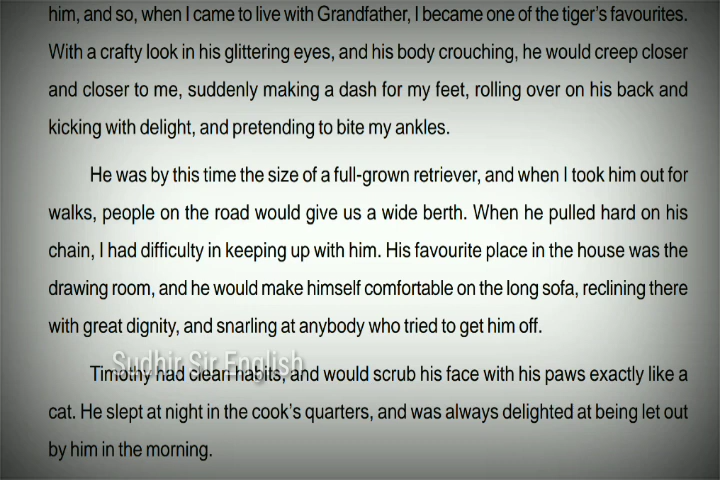 him, and so, when I came to live with Grandfather, I became one of the tiger's favourites.
With a crafty look in his glittering eyes, and his body crouching, he would creep closer
and closer to me, suddenly making a dash for my feet, rolling over on his back and
kicking with delight, and pretending to bite my ankles.
He was by this time the size of a full-grown retriever, and when I took him out for
walks, people on the road would give us a wide berth. When he pulled hard on his
chain, I had difficulty in keeping up with him. His favourite place in the house was the
drawing room, and he would make himself comfortable on the long sofa, reclining there
with great dignity, and snarling at anybody who tried to get him off.
Sudhir Sir English
Timothy had clean habits, and would scrub his face with his paws exactly like a
cat. He slept at night in the cook's quarters, and was always delighted at being let out
by him in the morning.